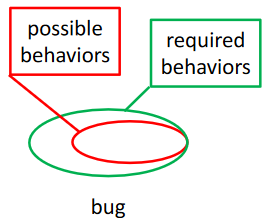 possible
behaviors
required
behaviors
bug